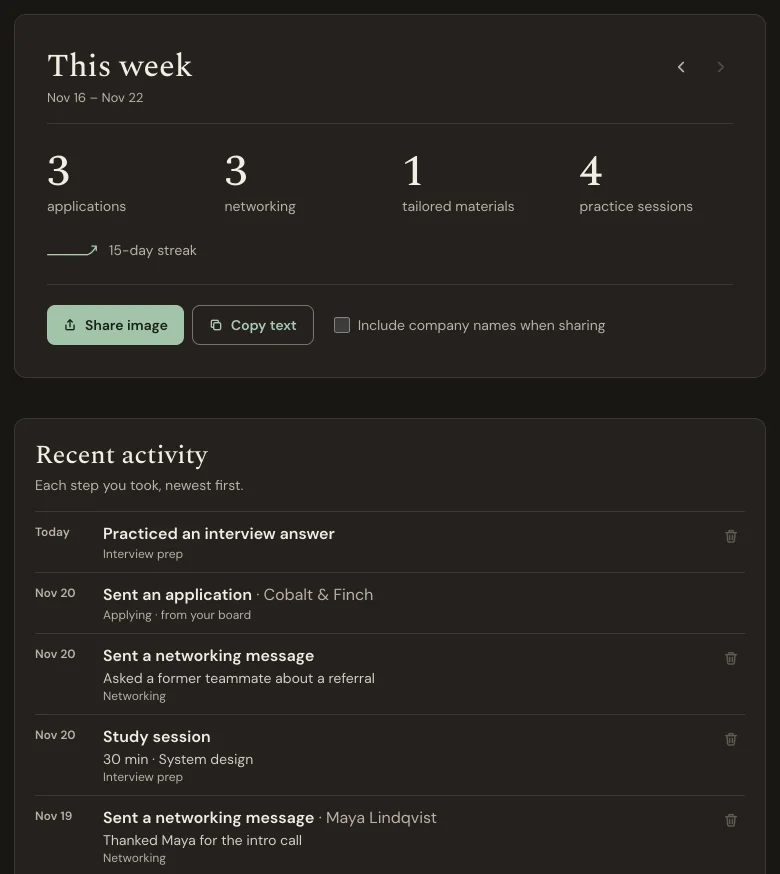 This week
Nov 16 – Nov 22
3
applications
3
networking
1
tailored materials
4
practice sessions
15-day streak
Share image
Copy text
Include company names when sharing
Recent activity
Each step you took, newest first.
Today
Practiced an interview answer
Interview prep
Nov 20
Sent an application · Cobalt & Finch
Applying · from your board
Nov 20
Sent a networking message
Asked a former teammate about a referral
Networking
Nov 20
Study session
30 min · System design
Interview prep
Nov 19
Sent a networking message · Maya Lindqvist
Thanked Maya for the intro call
Networking